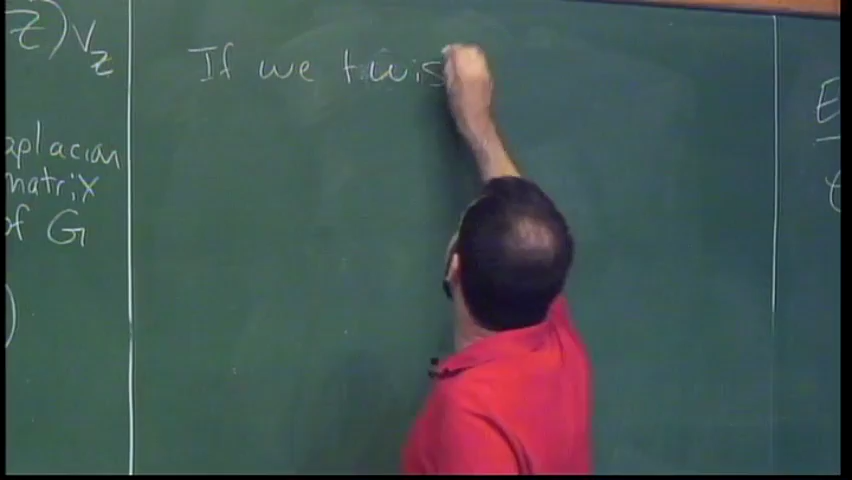 Z)V_Z
aplacian
matrix
of G
)
If we twis
E